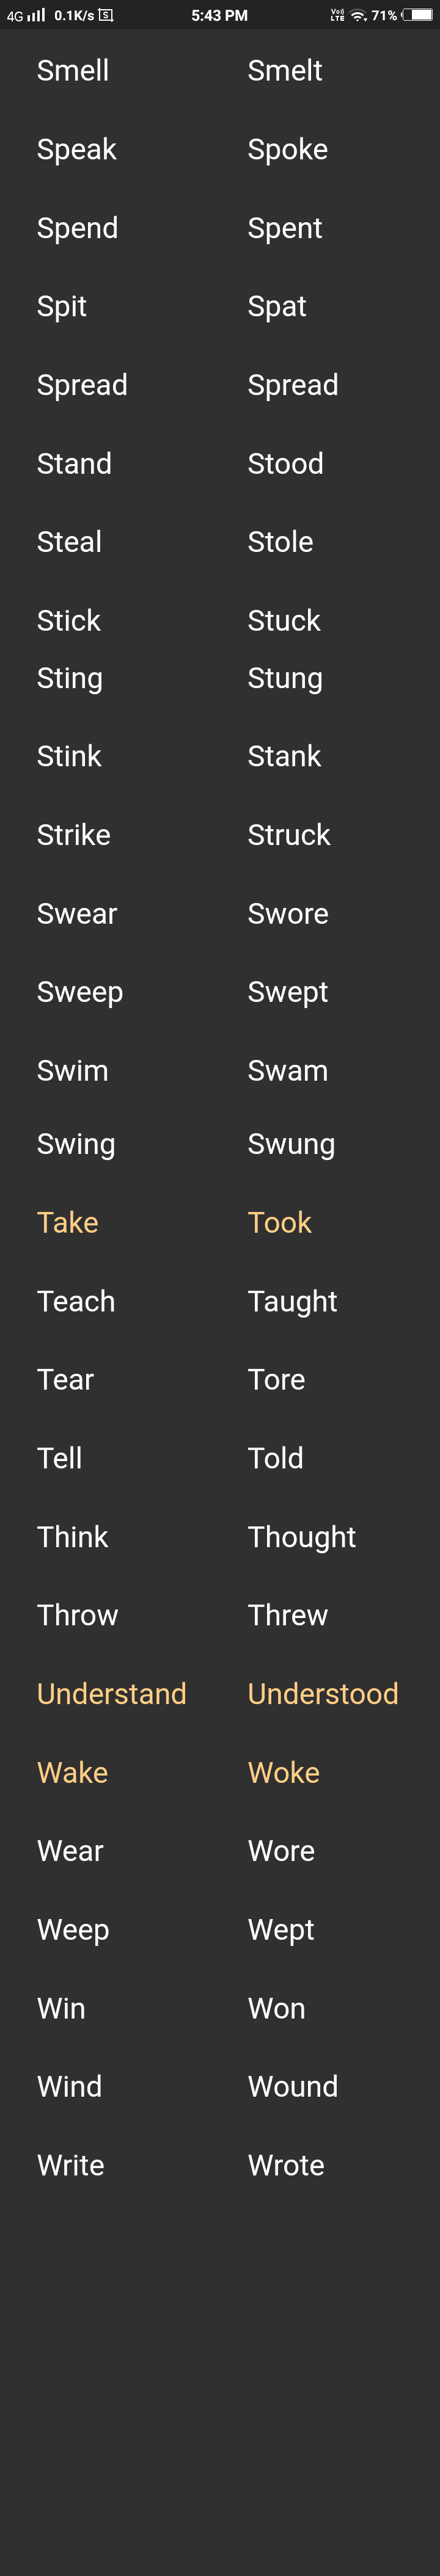 4G 0.1K/s S 5:43 PM Vo) LTE 71%
Smell Smelt
Speak Spoke
Spend Spent
Spit Spat
Spread Spread
Stand Stood
Steal Stole
Stick Stuck
Sting Stung
Stink Stank
Strike Struck
Swear Swore
Sweep Swept
Swim Swam
Swing Swung
Take Took
Teach Taught
Tear Tore
Tell Told
Think Thought
Throw Threw
Understand Understood
Wake Woke
Wear Wore
Weep Wept
Win Won
Wind Wound
Write Wrote